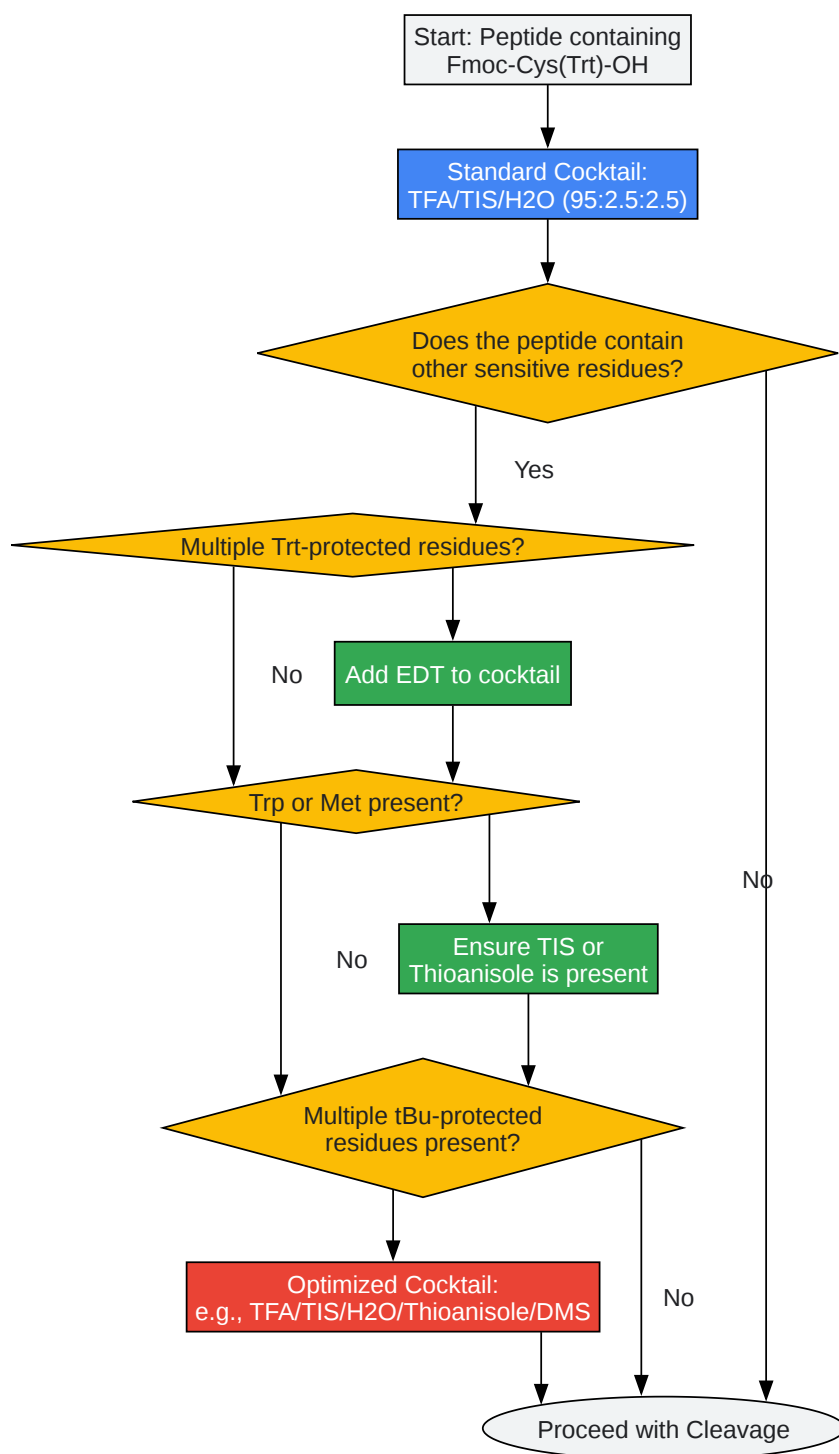 Start: Peptide containing
Fmoc-Cys(Trt)-OH
Standard Cocktail:
TFA/TIS/H2O (95:2.5:2.5)
Does the peptide contain
other sensitive residues?
Yes
Multiple Trt-protected residues?
No
Add EDT to cocktail
Trp or Met present?
No
Ensure TIS or
Thioanisole is present
No
Multiple tBu-protected
residues present?
Optimized Cocktail:
e.g., TFA/TIS/H2O/Thioanisole/DMS
No
Proceed with Cleavage